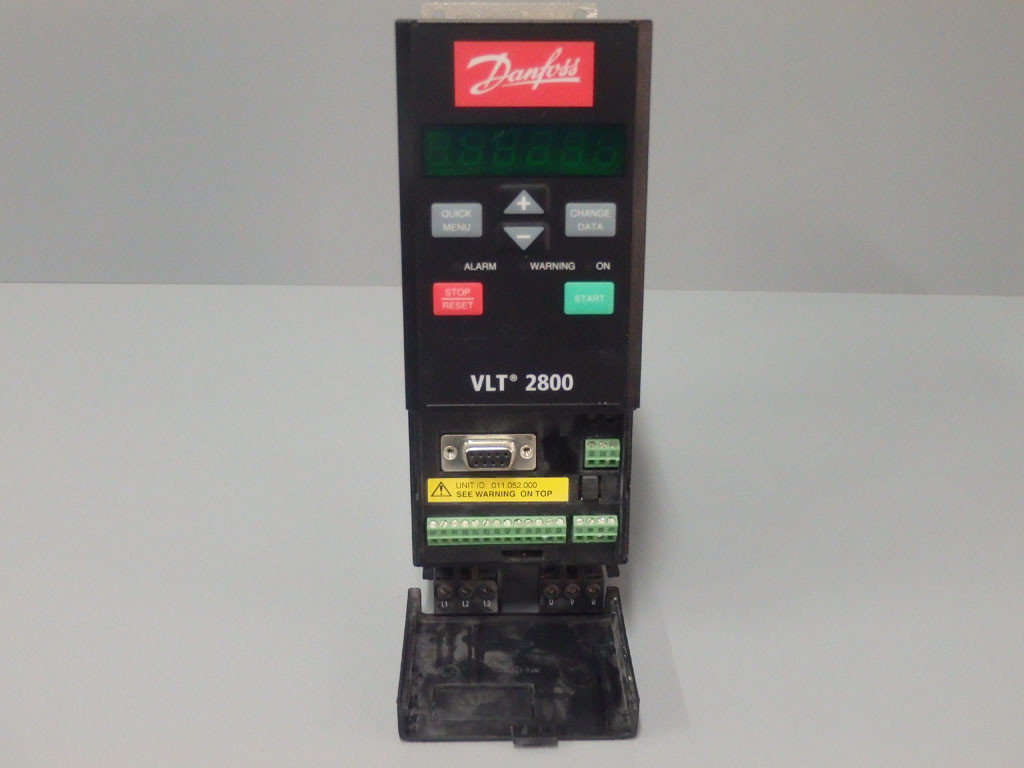 Danfoss
QUICK
MENU
+
CHANGE
DATA
−
ALARM WARNING ON
STOP
RESET
START
VLT® 2800
UNIT ID. 011.052.000
SEE WARNING ON TOP
L1 L2 L3 U V W